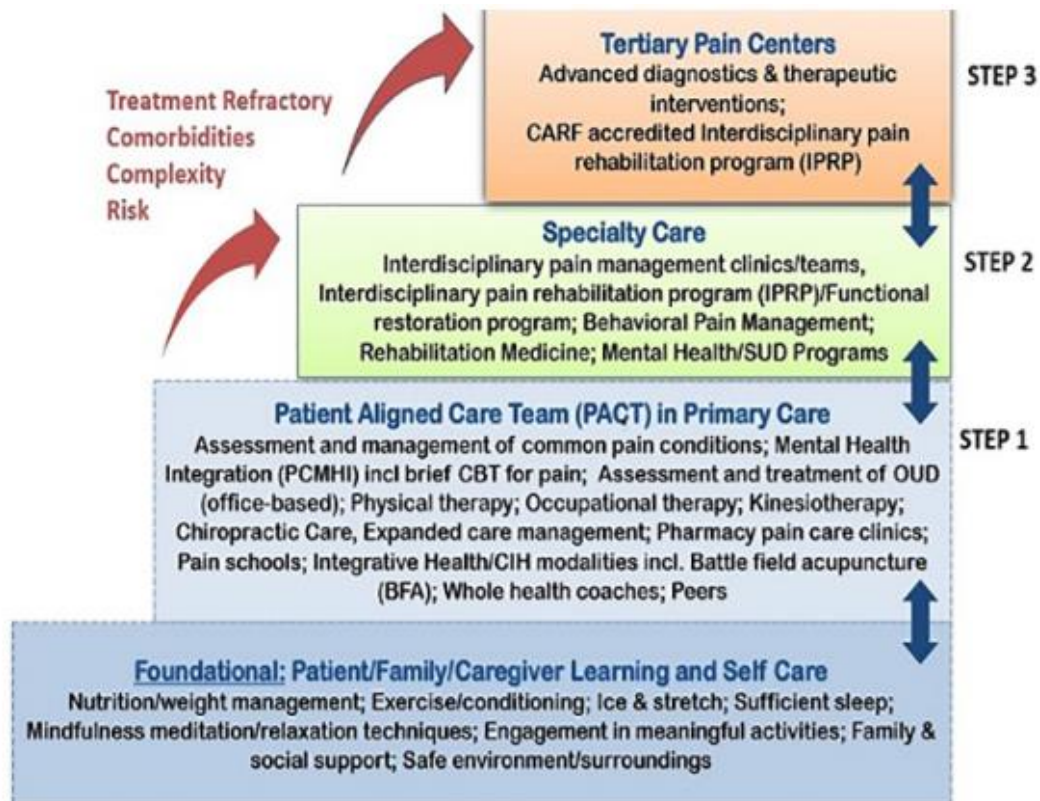 Tertiary Pain Centers
Advanced diagnostics & therapeutic
interventions;
CARF accredited Interdisciplinary pain
rehabilitation program (IPRP)
STEP 3
Treatment Refractory
Comorbidities
Complexity
Risk
Specialty Care
Interdisciplinary pain management clinics/teams,
Interdisciplinary pain rehabilitation program (IPRP)/Functional
restoration program; Behavioral Pain Management;
Rehabilitation Medicine; Mental Health/SUD Programs
STEP 2
Patient Aligned Care Team (PACT) in Primary Care
Assessment and management of common pain conditions; Mental Health
Integration (PCMHI) incl brief CBT for pain; Assessment and treatment of OUD
(office-based); Physical therapy; Occupational therapy; Kinesiotherapy;
Chiropractic Care, Expanded care management; Pharmacy pain care clinics;
Pain schools; Integrative Health/CIH modalities incl. Battle field acupuncture
(BFA); Whole health coaches; Peers
STEP 1
Foundational: Patient/Family/Caregiver Learning and Self Care
Nutrition/weight management; Exercise/conditioning; Ice & stretch; Sufficient sleep;
Mindfulness meditation/relaxation techniques; Engagement in meaningful activities; Family &
social support; Safe environment/surroundings